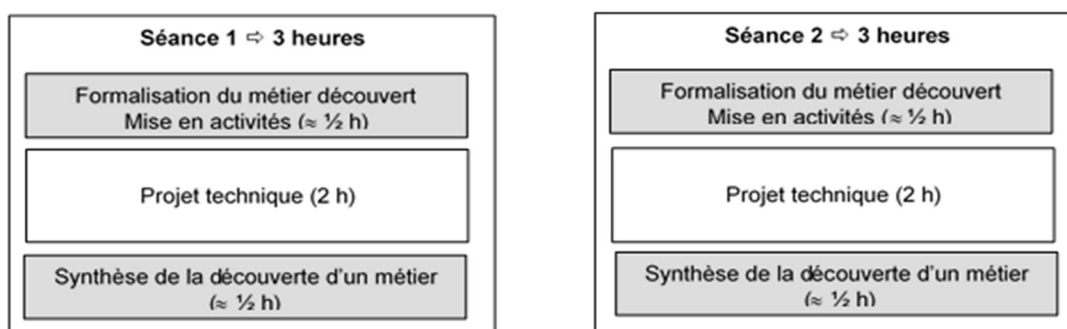 Séance 1 ⇨ 3 heures
Formalisation du métier découvert
Mise en activités (≈ ½ h)
Projet technique (2 h)
Synthèse de la découverte d'un métier
(≈ ½ h)
Séance 2 ⇨ 3 heures
Formalisation du métier découvert
Mise en activités (≈ ½ h)
Projet technique (2 h)
Synthèse de la découverte d'un métier
(≈ ½ h)